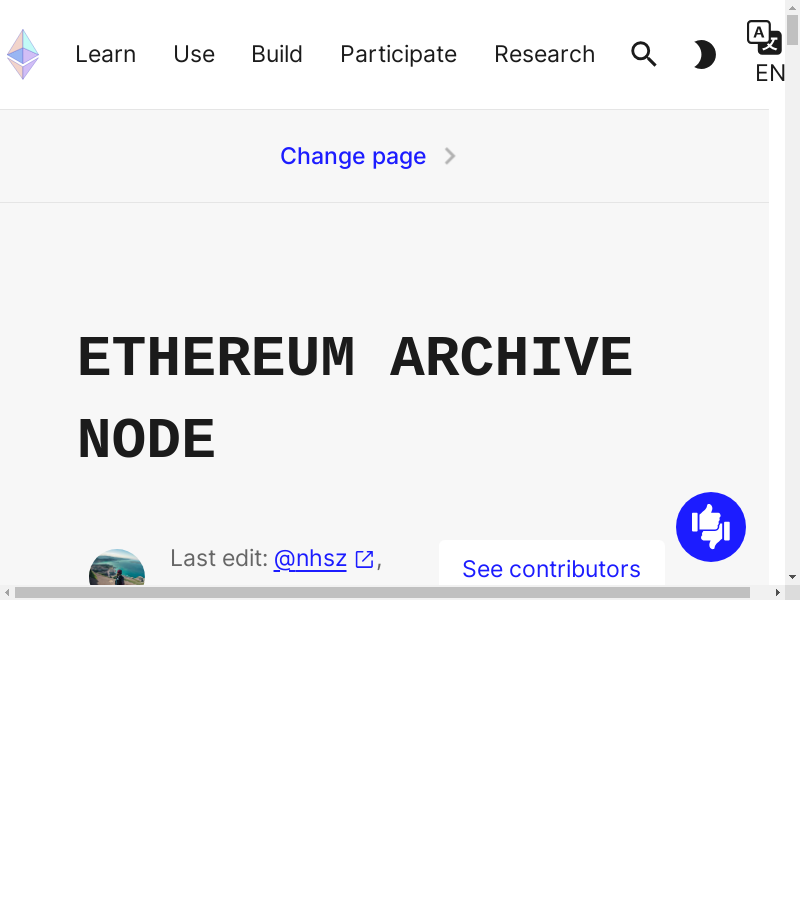 Learn Use Build Participate Research
EN
Change page
ETHEREUM ARCHIVE
NODE
Last edit: @nhsz,
See contributors